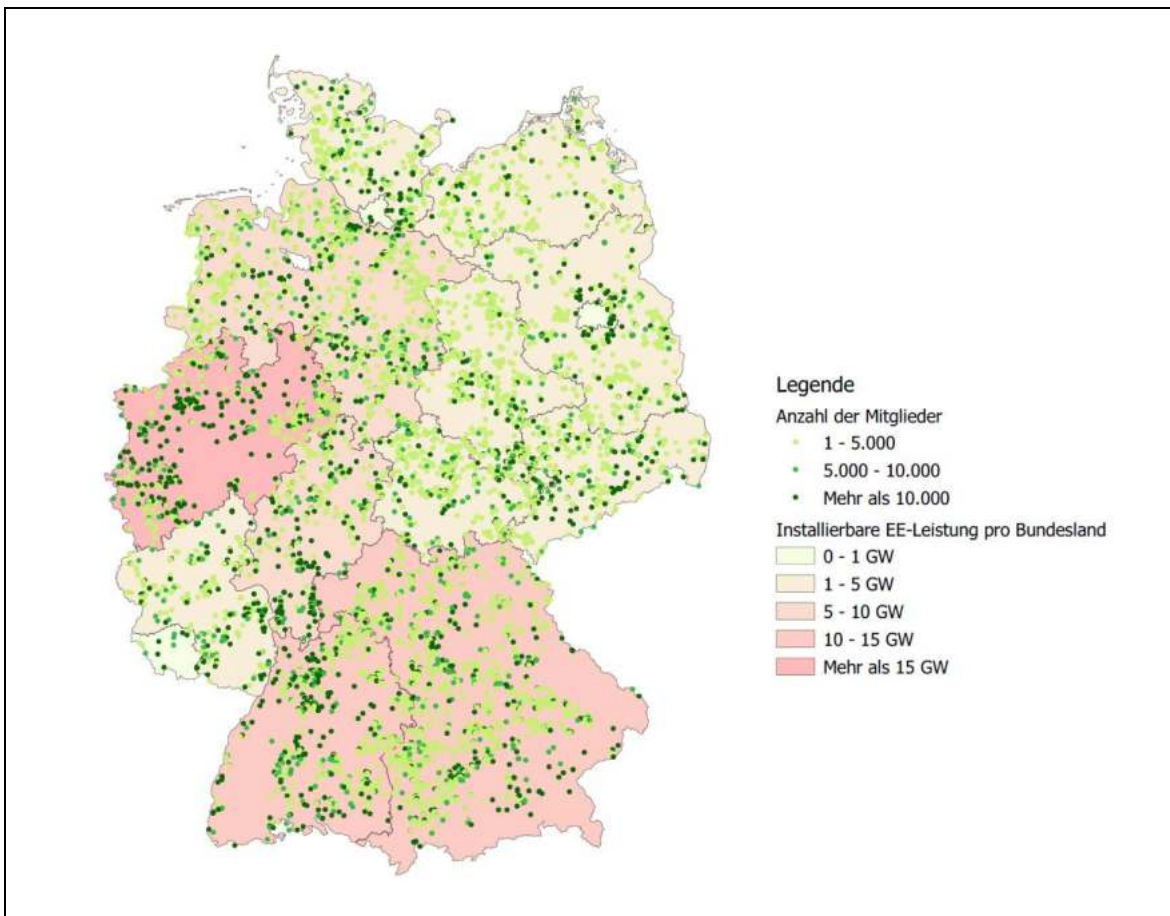 Legende
Anzahl der Mitglieder
1 - 5.000
5.000 - 10.000
Mehr als 10.000
Installierbare EE-Leistung pro Bundesland
0 - 1 GW
1 - 5 GW
5 - 10 GW
10 - 15 GW
Mehr als 15 GW